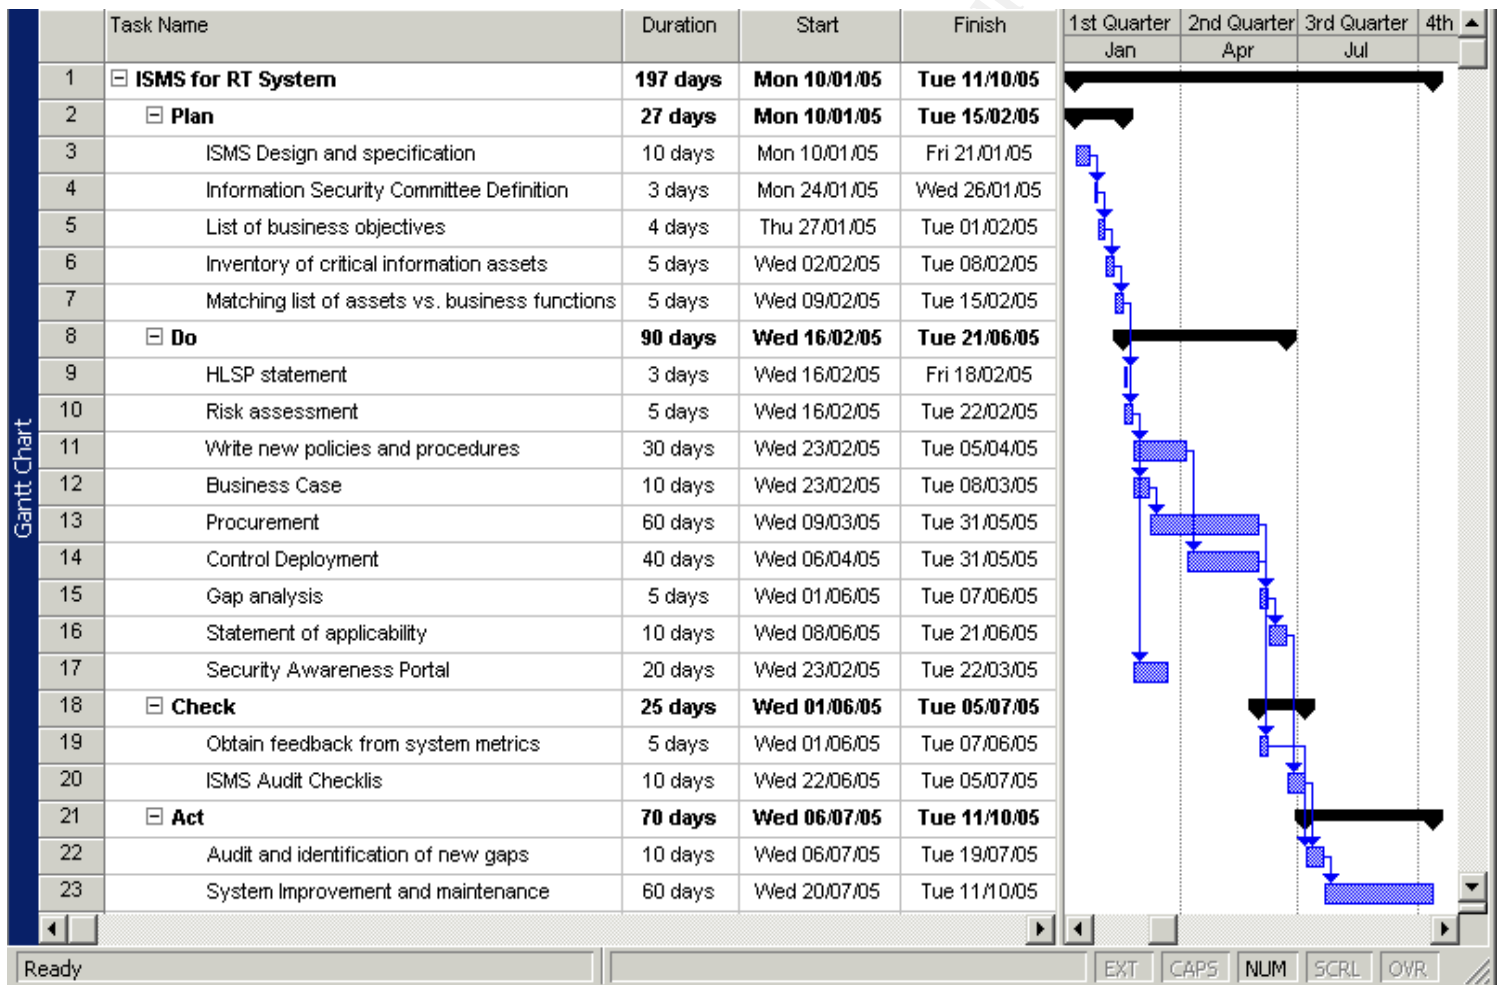 Task Name Duration Start Finish 1st Quarter 2nd Quarter 3rd Quarter 4th
Jan Apr Jul
1 ISMS for RT System 197 days Mon 10/01/05 Tue 11/10/05
2 Plan 27 days Mon 10/01/05 Tue 15/02/05
3 ISMS Design and specification 10 days Mon 10/01/05 Fri 21/01/05
4 Information Security Committee Definition 3 days Mon 24/01/05 Wed 26/01/05
5 List of business objectives 4 days Thu 27/01/05 Tue 01/02/05
6 Inventory of critical information assets 5 days Wed 02/02/05 Tue 08/02/05
7 Matching list of assets vs. business functions 5 days Wed 09/02/05 Tue 15/02/05
8 Do 90 days Wed 16/02/05 Tue 21/06/05
9 HLSP statement 3 days Wed 16/02/05 Fri 18/02/05
10 Risk assessment 5 days Wed 16/02/05 Tue 22/02/05
11 Write new policies and procedures 30 days Wed 23/02/05 Tue 05/04/05
12 Business Case 10 days Wed 23/02/05 Tue 08/03/05
13 Procurement 60 days Wed 09/03/05 Tue 31/05/05
14 Control Deployment 40 days Wed 06/04/05 Tue 31/05/05
15 Gap analysis 5 days Wed 01/06/05 Tue 07/06/05
16 Statement of applicability 10 days Wed 08/06/05 Tue 21/06/05
17 Security Awareness Portal 20 days Wed 23/02/05 Tue 22/03/05
18 Check 25 days Wed 01/06/05 Tue 05/07/05
19 Obtain feedback from system metrics 5 days Wed 01/06/05 Tue 07/06/05
20 ISMS Audit Checklis 10 days Wed 22/06/05 Tue 05/07/05
21 Act 70 days Wed 06/07/05 Tue 11/10/05
22 Audit and identification of new gaps 10 days Wed 06/07/05 Tue 19/07/05
23 System Improvement and maintenance 60 days Wed 20/07/05 Tue 11/10/05
Gantt Chart
Ready EXT CAPS NUM SCRL OVR